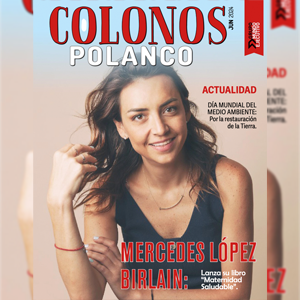 COLONOS
POLANCO
JUN 2024
ACTUALIDAD
DÍA MUNDIAL DEL
MEDIO AMBIENTE:
Por la restauración
de la Tierra.
MERCEDES LÓPEZ
BIRLAIN:
Lanza su libro
“Maternidad
Saludable”.